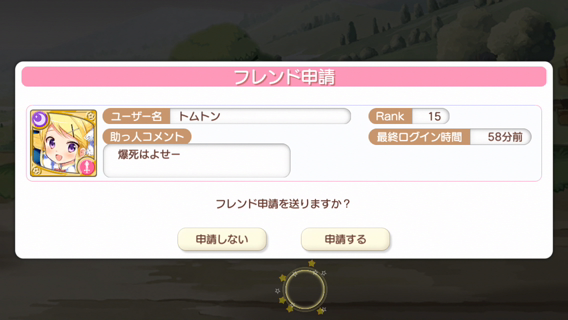 フレンド申請
ユーザー名 トムトン Rank 15
助っ人コメント 最終ログイン時間 58分前
爆死はよせー
フレンド申請を送りますか？
申請しない 申請する